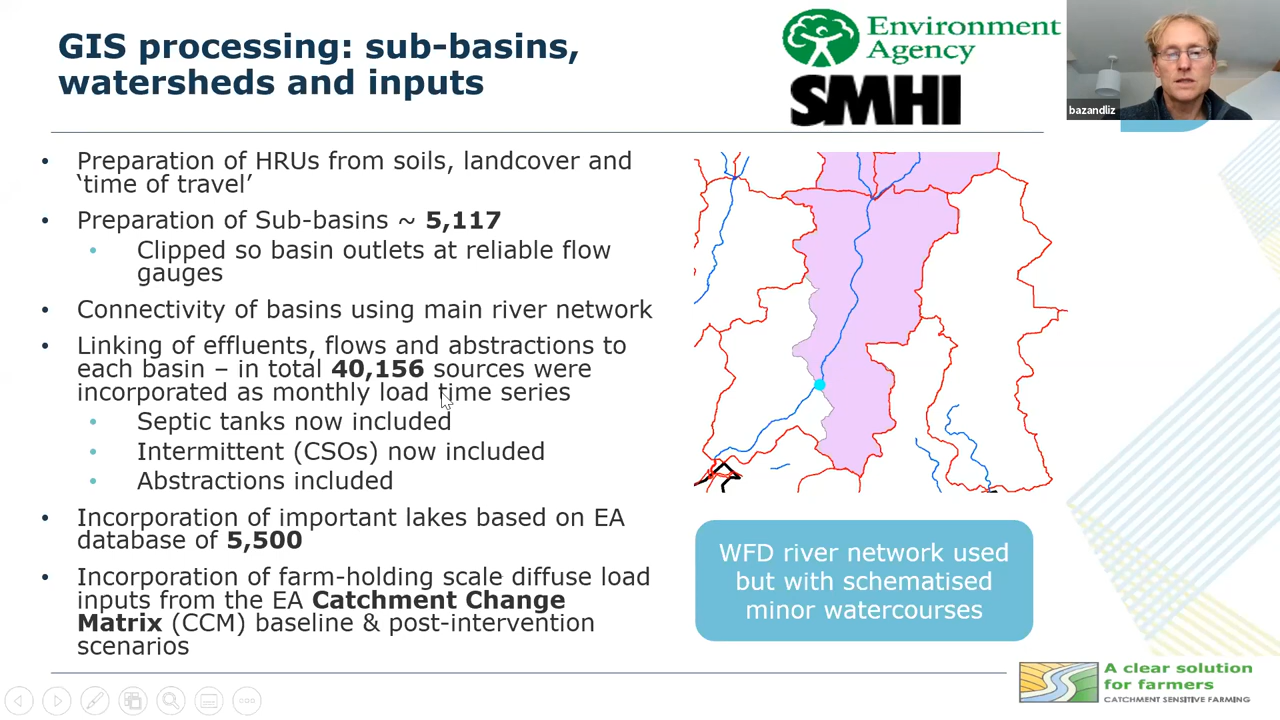 GIS processing: sub-basins,
watersheds and inputs
Environment
Agency
SMHI
bazandliz
• Preparation of HRUs from soils, landcover and
‘time of travel’
• Preparation of Sub-basins ~ 5,117
• Clipped so basin outlets at reliable flow
gauges
• Connectivity of basins using main river network
• Linking of effluents, flows and abstractions to
each basin – in total 40,156 sources were
incorporated as monthly load time series
• Septic tanks now included
• Intermittent (CSOs) now included
• Abstractions included
• Incorporation of important lakes based on EA
database of 5,500
• Incorporation of farm-holding scale diffuse load
inputs from the EA Catchment Change
Matrix (CCM) baseline & post-intervention
scenarios
WFD river network used
but with schematised
minor watercourses
A clear solution
for farmers
CATCHMENT SENSITIVE FARMING